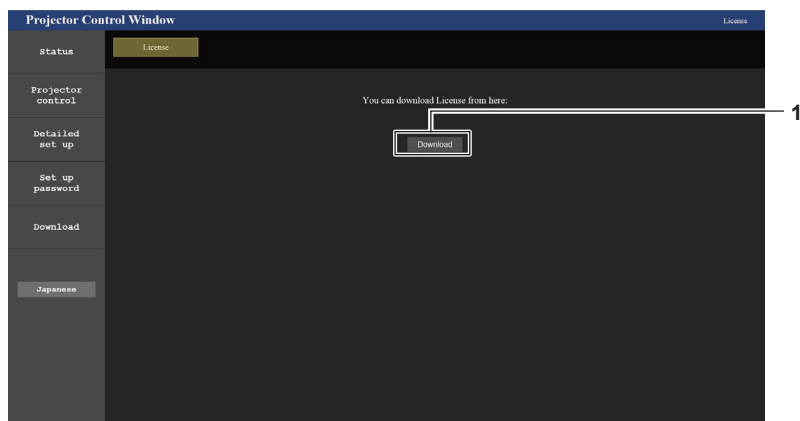 Projector Control Window
License
Status
License
Projector
control
You can download License from here:
1
Detailed
set up
Download
Set up
password
Download
Japanese